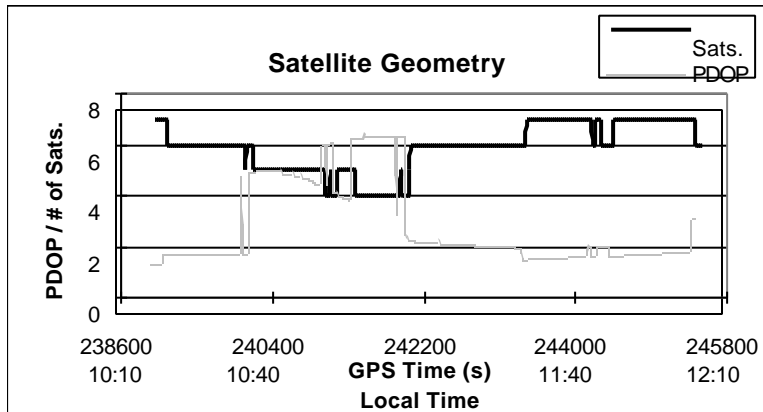 Sats.
PDOP
Satellite Geometry
PDOP / # of Sats.
8
6
4
2
0
238600 240400 242200 244000 245800
10:10 10:40 GPS Time (s) 11:40 12:10
Local Time